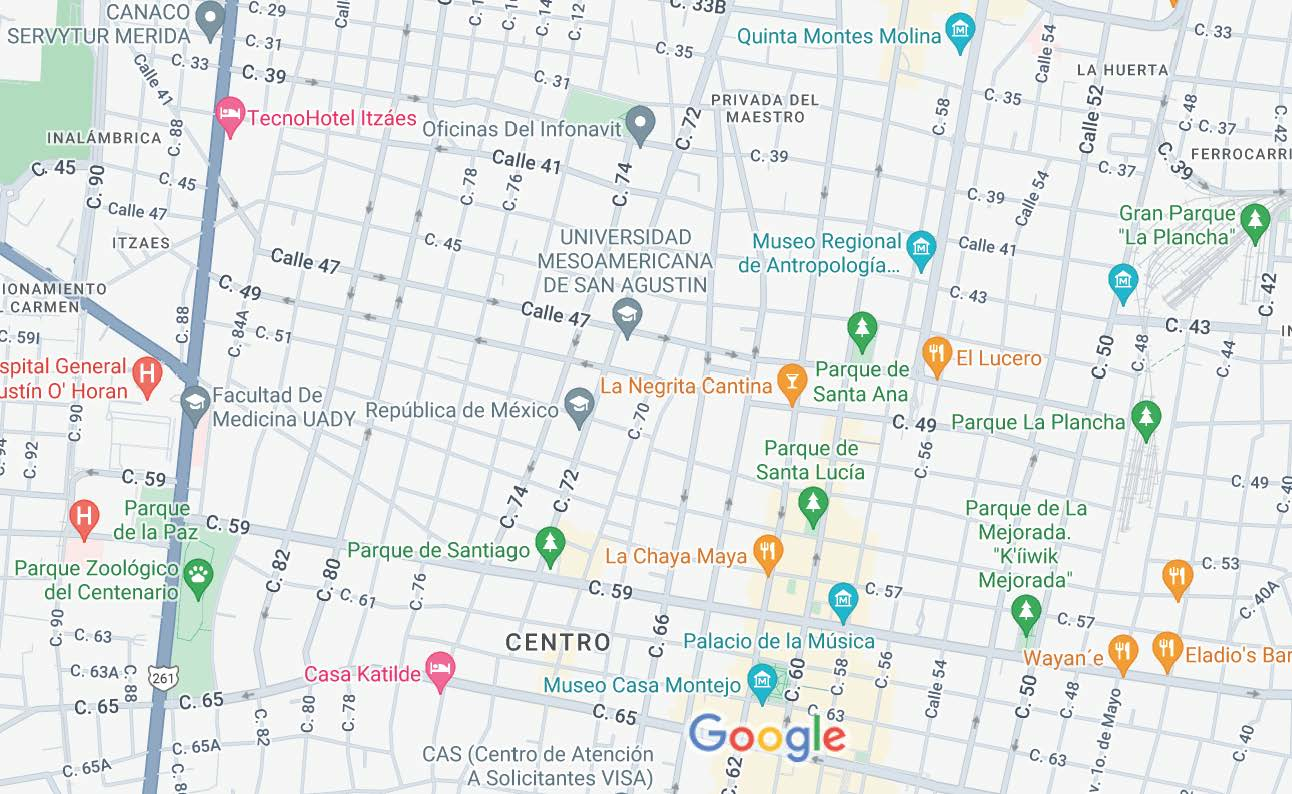 CANACO
SERVYTUR MERIDA
Calle 41
C. 31
C. 33
C. 39
Calle 41
C. 88
INALÁMBRICA
TecnoHotel Itzáes
C. 45
C. 90
C. 45
Calle 47
ITZAES
C. 33B
C. 35
C. 31
Oficinas Del Infonavit
C. 72
PRIVADA DEL
MAESTRO
Calle 41
C. 78
C. 76
C. 74
C. 39
C. 45
UNIVERSIDAD
MESOAMERICANA
DE SAN AGUSTIN
Quinta Montes Molina
Calle 54
C. 33
LA HUERTA
C. 35
Calle 52
C. 48
C. 37
C. 42
C. 58
FERROCARRI
C. 37
C. 39
C. 39
Calle 54
Gran Parque
"La Plancha"
Museo Regional
de Antropología...
Calle 41
C. 43
C. 42
Calle 47
C. 49
C. 51
C. 84A
C. 88
IONAMIENTO
L CARMEN
C. 59I
spital General
ustín O' Horan
Calle 47
C. 43
C. 50
C. 48
C. 44
IN
El Lucero
La Negrita Cantina
Parque de
Santa Ana
Facultad De
Medicina UADY
República de México
C. 70
C. 49
Parque La Plancha
C. 90
C. 94
C. 92
Parque de
Santa Lucía
C. 56
C. 49
C. 40
C. 59
C. 74
C. 72
Parque
de la Paz
C. 59
Parque de La
Mejorada.
"K'íiwik
Mejorada"
Parque de Santiago
La Chaya Maya
C. 53
C. 40A
Parque Zoológico
del Centenario
C. 82
C. 80
C. 76
C. 61
C. 59
C. 57
C. 57
C. 90
C. 63
C. 66
CENTRO
Palacio de la Música
Wayan´e
Eladio's Bar
C. 63A
C. 88
261
Casa Katilde
Museo Casa Montejo
C. 60
C. 58
C. 56
Calle 54
C. 50
C. 48
C. 65
C. 65
C. 80
C. 78
C. 65
C. 63
Google
v. 1o. de Mayo
C. 82
C. 65A
C. 65A
CAS (Centro de Atención
A Solicitantes VISA)
C. 62
C. 63
C. 40